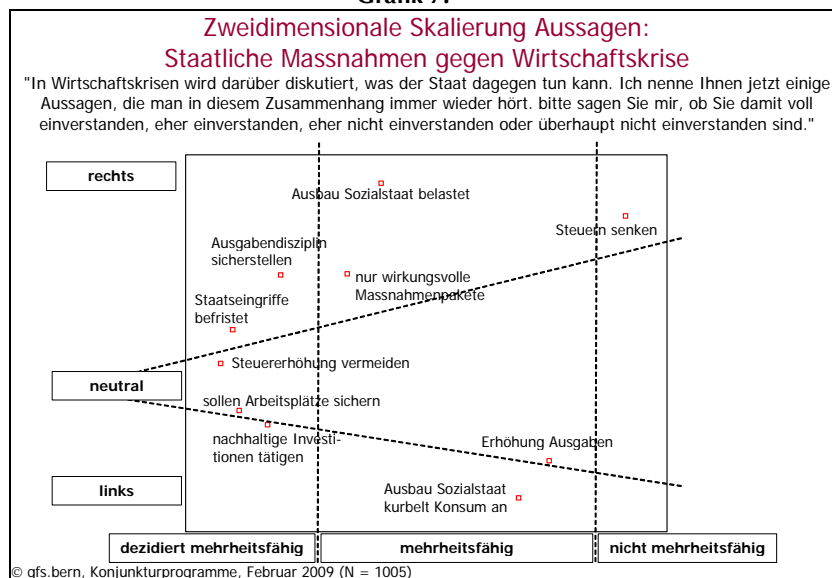 Grafik 7:
Zweidimensionale Skalierung Aussagen:
Staatliche Massnahmen gegen Wirtschaftskrise
"In Wirtschaftskrisen wird darüber diskutiert, was der Staat dagegen tun kann. Ich nenne Ihnen jetzt einige
Aussagen, die man in diesem Zusammenhang immer wieder hört. bitte sagen Sie mir, ob Sie damit voll
einverstanden, eher einverstanden, eher nicht einverstanden oder überhaupt nicht einverstanden sind."
rechts
Ausbau Sozialstaat belastet
Steuern senken
Ausgabendisziplin
sicherstellen
nur wirkungsvolle
Massnahmenpakete
Staatseingriffe
befristet
Steuererhöhung vermeiden
neutral
sollen Arbeitsplätze sichern
nachhaltige Investi-
tionen tätigen
Erhöhung Ausgaben
links
Ausbau Sozialstaat
kurbelt Konsum an
dezidiert mehrheitsfähig
mehrheitsfähig
nicht mehrheitsfähig
© gfs.bern, Konjunkturprogramme, Februar 2009 (N = 1005)